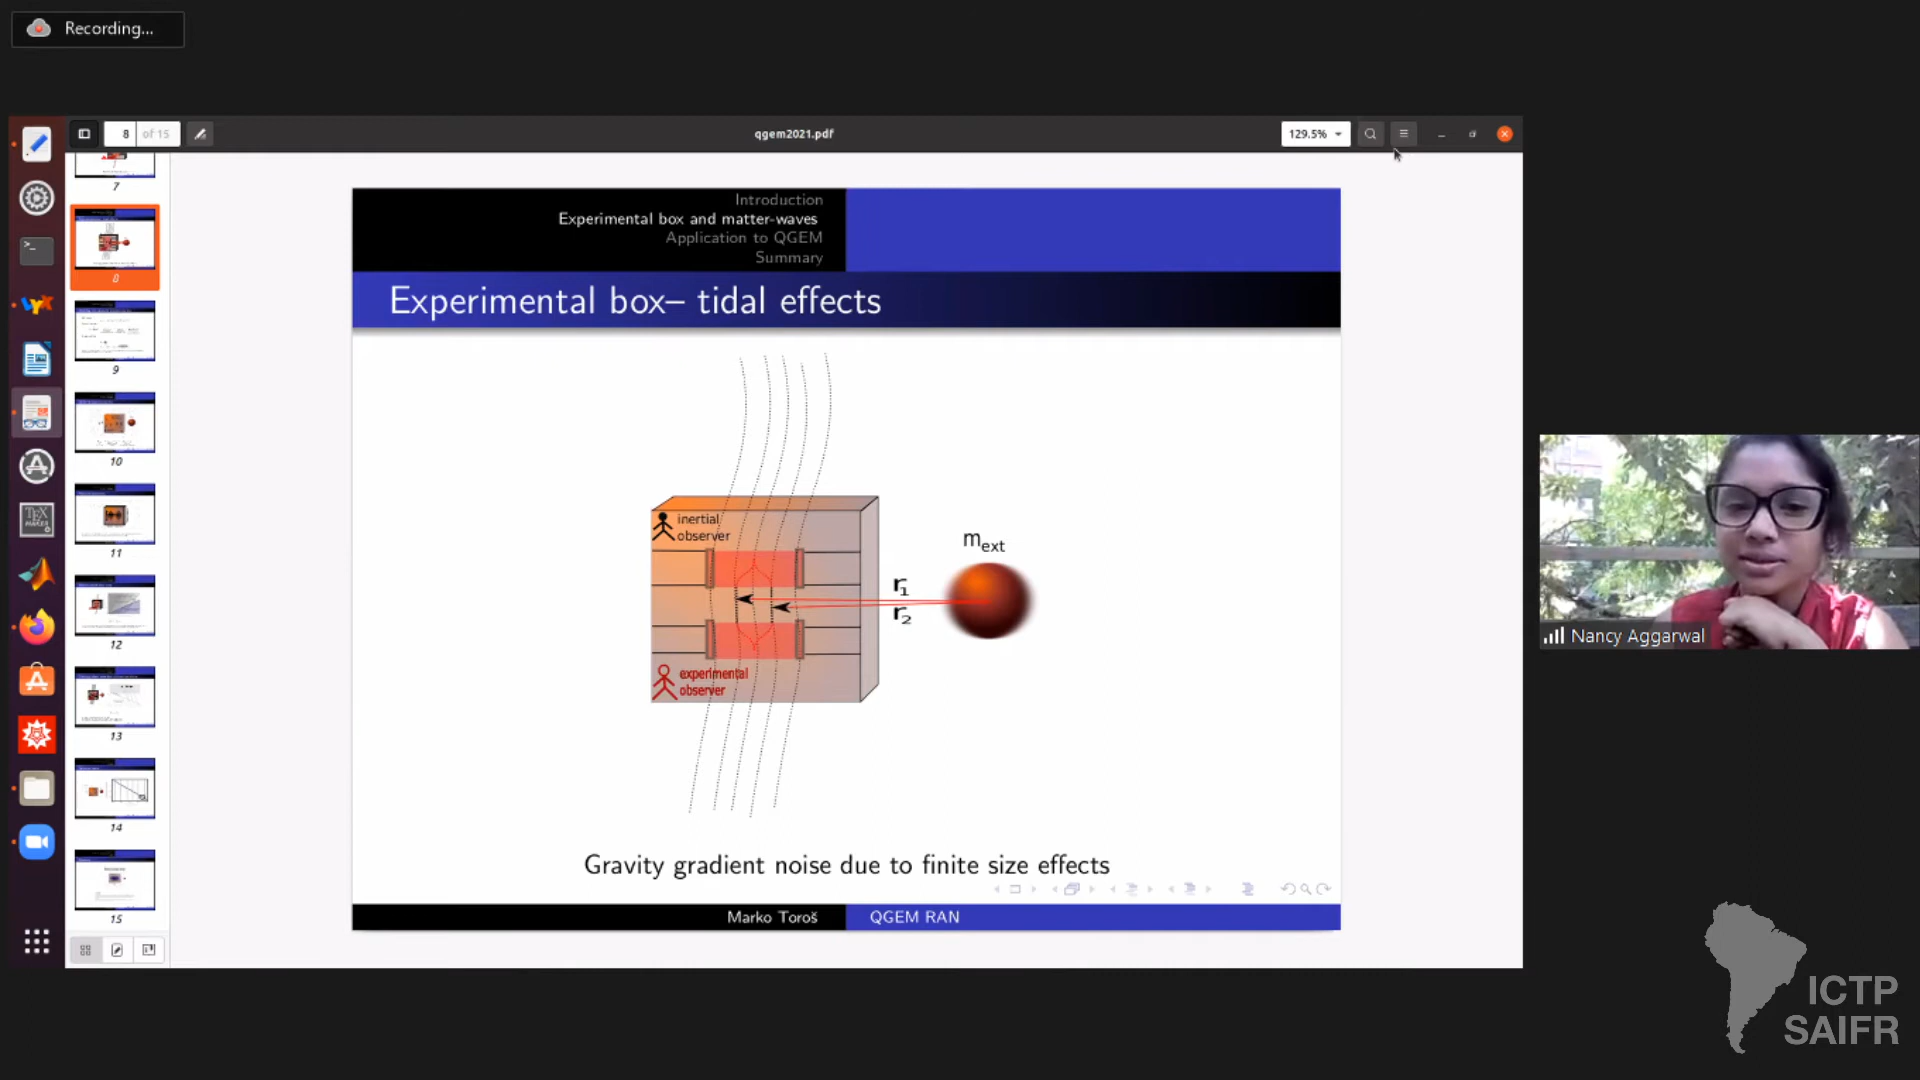 Recording...
8 of 15
qgem2021.pdf
129.5%
7
8
9
10
11
12
13
14
15
Introduction
Experimental box and matter-waves
Application to QGEM
Summary
Experimental box– tidal effects
inertial
observer
m_ext
r_1
r_2
experimental
observer
Gravity gradient noise due to finite size effects
Marko Toroš
QGEM RAN
Nancy Aggarwal
ICTP
SAIFR